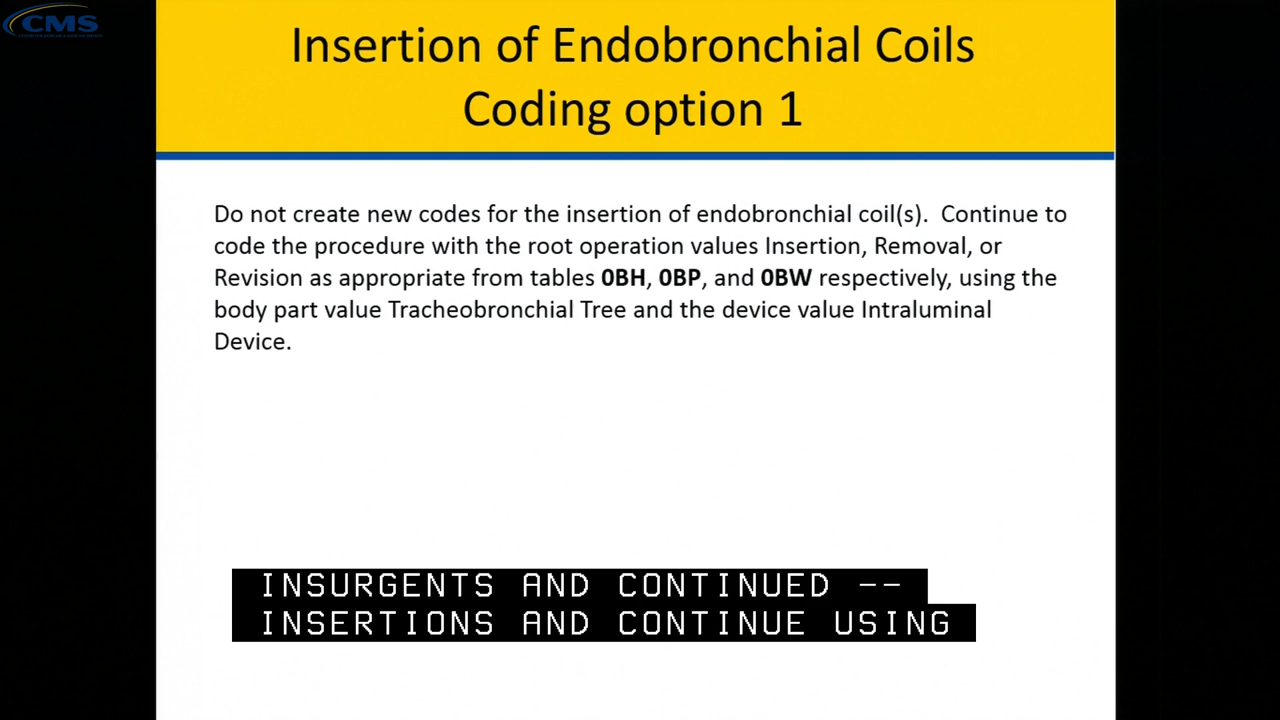 CMS
Insertion of Endobronchial Coils
Coding option 1
Do not create new codes for the insertion of endobronchial coil(s). Continue to
code the procedure with the root operation values Insertion, Removal, or
Revision as appropriate from tables 0BH, 0BP, and 0BW respectively, using the
body part value Tracheobronchial Tree and the device value Intraluminal
Device.
INSURGENTS AND CONTINUED --
INSERTIONS AND CONTINUE USING